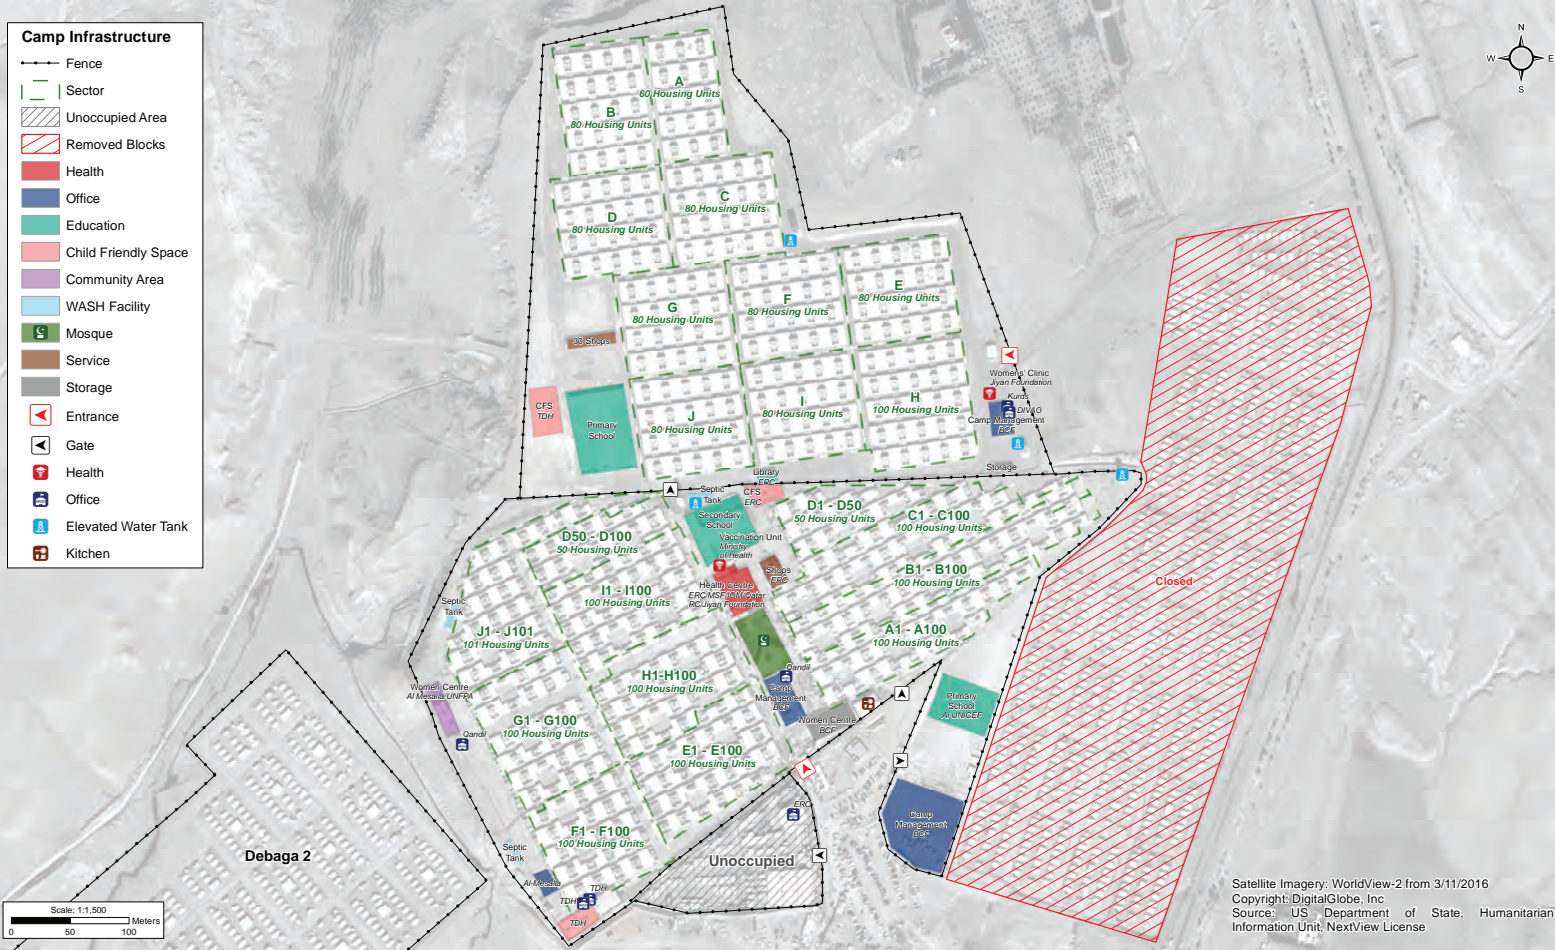 Camp Infrastructure
Fence
Sector
Unoccupied Area
Removed Blocks
Health
Office
Education
Child Friendly Space
Community Area
WASH Facility
Mosque
Service
Storage
Entrance
Gate
Health
Office
Elevated Water Tank
Kitchen
N
W
E
S
A
60 Housing Units
B
80 Housing Units
C
80 Housing Units
D
80 Housing Units
E
80 Housing Units
F
80 Housing Units
G
80 Housing Units
30 Shops
Womens' Clinic
Jiyan Foundation
Kurds
DIVAO
Camp Management
BCF
H
100 Housing Units
I
80 Housing Units
J
80 Housing Units
CFS
TDH
Primary
School
Storage
Library
ERC
CFS
ERC
Septic
Tank
Secondary
School
Vaccination Unit
Ministry
of Health
D1 - D50
50 Housing Units
C1 - C100
100 Housing Units
D50 - D100
50 Housing Units
B1 - B100
100 Housing Units
Shops
ERC
Health Centre
ERC/MSF/IOM/Qatar
RC/Jiyan Foundation
I1 - I100
100 Housing Units
Closed
Septic
Tank
J1 - J101
101 Housing Units
A1 - A100
100 Housing Units
H1-H100
100 Housing Units
Qandil
Camp
Management
BCF
Women Centre
Al Mesalla/UNFPA
Primary
School
Al UNICEF
Women Centre
BCF
G1 - G100
100 Housing Units
Qandil
E1 - E100
100 Housing Units
ERC
Camp
Management
BCF
F1 - F100
100 Housing Units
Septic
Tank
Unoccupied
Debaga 2
Al-Mesalla
TDH
TDH
TDH
Scale: 1:1,500
Meters
0 50 100
Satellite Imagery: WorldView-2 from 3/11/2016
Copyright: DigitalGlobe, Inc
Source: US Department of State, Humanitarian
Information Unit, NextView License